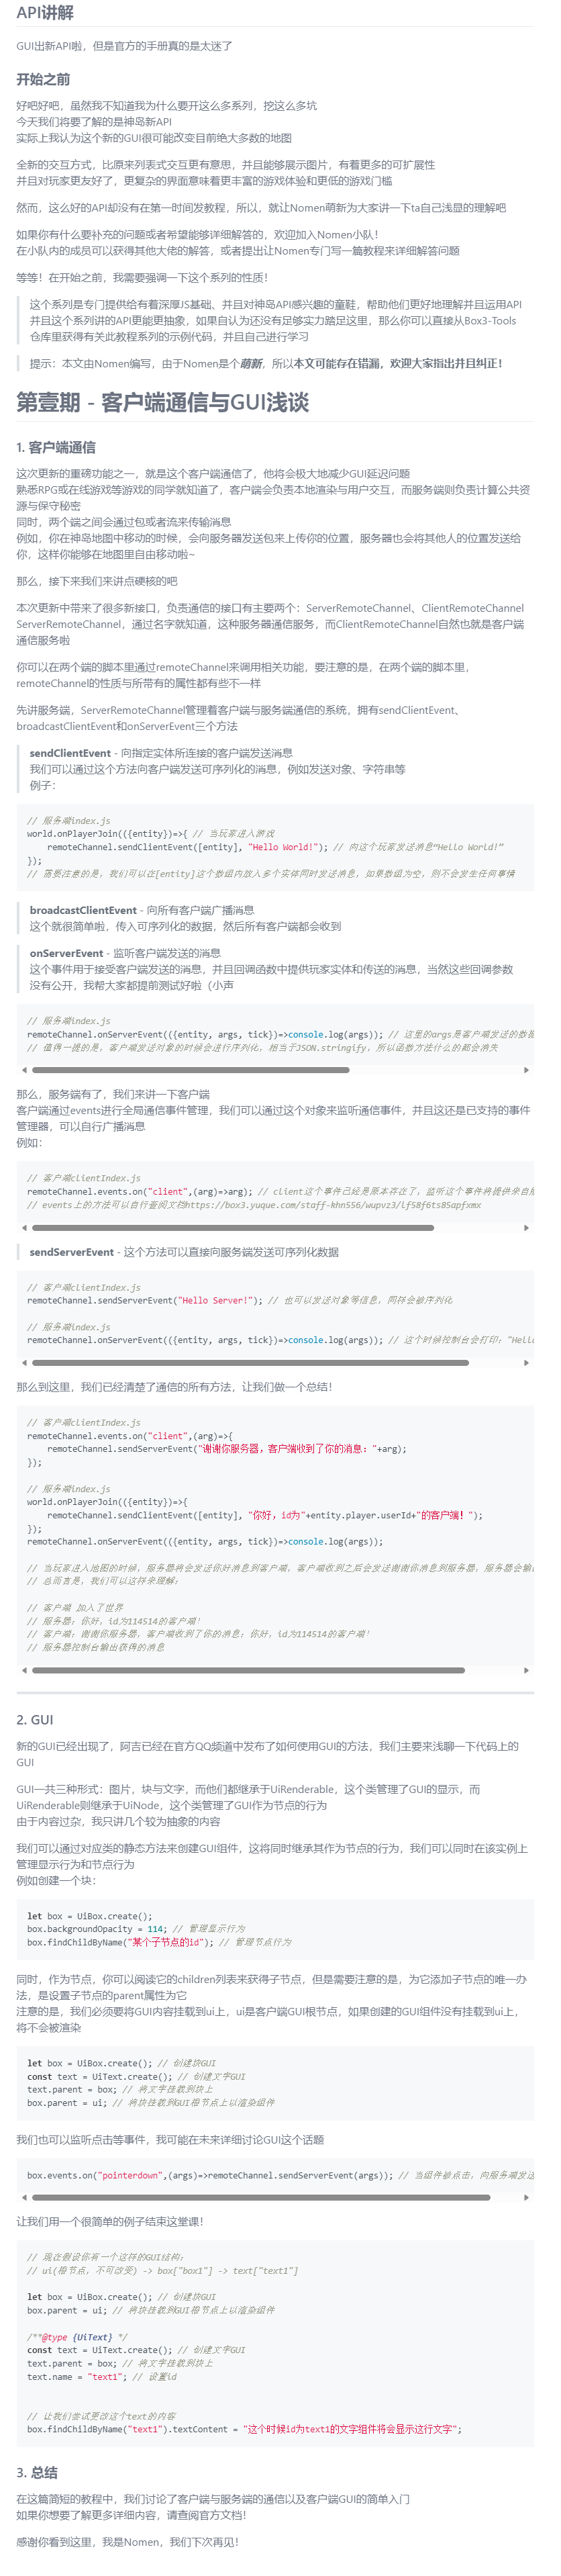 API讲解
GUI出新API啦，但是官方的手册真的是太迷了
开始之前
好吧好吧，虽然我不知道我为什么要开这么多系列，挖这么多坑
今天我们将要了解的是神岛新API
实际上我认为这个新的GUI很可能改变目前绝大多数的地图
全新的交互方式，比原来列表式交互更有意思，并且能够展示图片，有着更多的可扩展性
并且对玩家更友好了，更复杂的界面意味着更丰富的游戏体验和更低的游戏门槛
然而，这么好的API却没有在第一时间发教程，所以，就让Nomen萌新为大家讲一下ta自己浅显的理解吧
如果你有什么要补充的问题或者希望能够详细解答的，欢迎加入Nomen小队！
在小队内的成员可以获得其他大佬的解答，或者提出让Nomen专门写一篇教程来详细解答问题
等等！在开始之前，我需要强调一下这个系列的性质！
这个系列是专门提供给有着深厚JS基础、并且对神岛API感兴趣的童鞋，帮助他们更好地理解并且运用API
并且这个系列讲的API更能更抽象，如果自认为还没有足够实力踏足这里，那么你可以直接从Box3-Tools
仓库里获得有关此教程系列的示例代码，并且自己进行学习
提示：本文由Nomen编写，由于Nomen是个萌新，所以本文可能存在错漏，欢迎大家指出并且纠正！
第壹期 - 客户端通信与GUI浅谈
1. 客户端通信
这次更新的重磅功能之一，就是这个客户端通信了，他将会极大地减少GUI延迟问题
熟悉RPG或在线游戏等游戏的同学就知道了，客户端会负责本地渲染与用户交互，而服务端则负责计算公共资
源与保守秘密
同时，两个端之间会通过包或者流来传输消息
例如，你在神岛地图中移动的时候，会向服务器发送包来上传你的位置，服务器也会将其他人的位置发送给
你，这样你能够在地图里自由移动啦~
那么，接下来我们来讲点硬核的吧
本次更新中带来了很多新接口，负责通信的接口有主要两个：ServerRemoteChannel、ClientRemoteChannel
ServerRemoteChannel，通过名字就知道，这种服务器通信服务，而ClientRemoteChannel自然也就是客户端
通信服务啦
你可以在两个端的脚本里通过remoteChannel来调用相关功能，要注意的是，在两个端的脚本里，
remoteChannel的性质与所带有的属性都有些不一样
先讲服务端，ServerRemoteChannel管理着客户端与服务端通信的系统，拥有sendClientEvent、
broadcastClientEvent和onServerEvent三个方法
sendClientEvent - 向指定实体所连接的客户端发送消息
我们可以通过这个方法向客户端发送可序列化的消息，例如发送对象、字符串等
例子：
// 服务端index.js
world.onPlayerJoin(({entity})=>{ // 当玩家进入游戏
remoteChannel.sendClientEvent([entity], "Hello World!"); // 向这个玩家发送消息“Hello World!”
});
// 需要注意的是，我们可以在[entity]这个数组内放入多个实体同时发送消息，如果数组为空，则不会发生任何事情
broadcastClientEvent - 向所有客户端广播消息
这个就很简单啦，传入可序列化的数据，然后所有客户端都会收到
onServerEvent - 监听客户端发送的消息
这个事件用于接受客户端发送的消息，并且回调函数中提供玩家实体和传送的消息，当然这些回调参数
没有公开，我帮大家都提前测试好啦（小声
// 服务端index.js
remoteChannel.onServerEvent(({entity, args, tick})=>console.log(args)); // 这里的args是客户端发送的数据
// 值得一提的是，客户端发送对象的时候会进行序列化，相当于JSON.stringify，所以函数方法什么的都会消失
那么，服务端有了，我们来讲一下客户端
客户端通过events进行全局通信事件管理，我们可以通过这个对象来监听通信事件，并且这还是已支持的事件
管理器，可以自行广播消息
例如：
// 客户端clientIndex.js
remoteChannel.events.on("client",(arg)=>arg); // client这个事件已经是原本存在了，监听这个事件将提供来自
// events上的方法可以自行查阅文档https://box3.yuque.com/staff-khn556/wupvz3/lf58f6ts85apfxmx
sendServerEvent - 这个方法可以直接向服务端发送可序列化数据
// 客户端clientIndex.js
remoteChannel.sendServerEvent("Hello Server!"); // 也可以发送对象等信息，同样会被序列化
// 服务端index.js
remoteChannel.onServerEvent(({entity, args, tick})=>console.log(args)); // 这个时候控制台会打印："Hello
那么到这里，我们已经清楚了通信的所有方法，让我们做一个总结！
// 客户端clientIndex.js
remoteChannel.events.on("client",(arg)=>{
remoteChannel.sendServerEvent("谢谢你服务器，客户端收到了你的消息："+arg);
});
// 服务端index.js
world.onPlayerJoin(({entity})=>{
remoteChannel.sendClientEvent([entity], "你好，id为"+entity.player.userId+"的客户端！");
});
remoteChannel.onServerEvent(({entity, args, tick})=>console.log(args));
// 当玩家进入地图的时候，服务器将会发送你好消息到客户端，客户端收到之后会发送谢谢你消息到服务器，服务器会输
// 总而言是，我们可以这样来理解：
// 客户端 加入了世界
// 服务器：你好，id为114514的客户端！
// 客户端：谢谢你服务器，客户端收到了你的消息：你好，id为114514的客户端！
// 服务器控制台输出获得的消息
2. GUI
新的GUI已经出现了，阿吉已经在官方QQ频道中发布了如何使用GUI的方法，我们主要来浅聊一下代码上的
GUI
GUI一共三种形式：图片，块与文字，而他们都继承于UiRenderable，这个类管理了GUI的显示，而
UiRenderable则继承于UiNode，这个类管理了GUI作为节点的行为
由于内容过杂，我只讲几个较为抽象的内容
我们可以通过对应类的静态方法来创建GUI组件，这将同时继承其作为节点的行为，我们可以同时在该实例上
管理显示行为和节点行为
例如创建一个块：
let box = UiBox.create();
box.backgroundOpacity = 114; // 管理显示行为
box.findChildByName("某个子节点的id"); // 管理节点行为
同时，作为节点，你可以阅读它的children列表来获得子节点，但是需要注意的是，为它添加子节点的唯一办
法，是设置子节点的parent属性为它
注意的是，我们必须要将GUI内容挂载到ui上，ui是客户端GUI根节点，如果创建的GUI组件没有挂载到ui上，
将不会被渲染
let box = UiBox.create(); // 创建块GUI
const text = UiText.create(); // 创建文字GUI
text.parent = box; // 将文字挂载到块上
box.parent = ui; // 将块挂载到GUI根节点上以渲染组件
我们也可以监听点击等事件，我可能在未来详细讨论GUI这个话题
box.events.on("pointerdown",(args)=>remoteChannel.sendServerEvent(args)); // 当组件被点击，向服务端发送
让我们用一个很简单的例子结束这堂课！
// 现在假设你有一个这样的GUI结构：
// ui(根节点，不可改变) -> box["box1"] -> text["text1"]
let box = UiBox.create(); // 创建块GUI
box.parent = ui; // 将块挂载到GUI根节点上以渲染组件
/**@type {UiText} */
const text = UiText.create(); // 创建文字GUI
text.parent = box; // 将文字挂载到块上
text.name = "text1"; // 设置id
// 让我们尝试更改这个text的内容
box.findChildByName("text1").textContent = "这个时候id为text1的文字组件将会显示这行文字";
3. 总结
在这篇简短的教程中，我们讨论了客户端与服务端的通信以及客户端GUI的简单入门
如果你想要了解更多详细内容，请查阅官方文档！
感谢你看到这里，我是Nomen，我们下次再见！